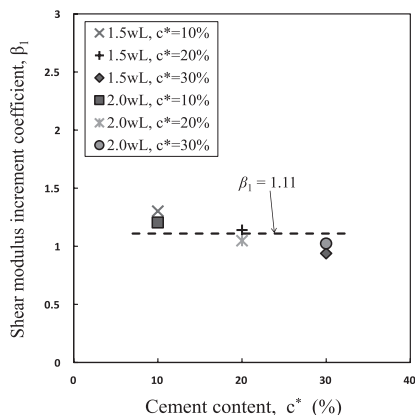 Shear modulus increment coefficient, β₁
3
2.5
2
1.5
1
0.5
0
1.5wL, c*=10%
1.5wL, c*=20%
1.5wL, c*=30%
2.0wL, c*=10%
2.0wL, c*=20%
2.0wL, c*=30%
β₁ = 1.11
0 10 20 30 40
Cement content, c* (%)